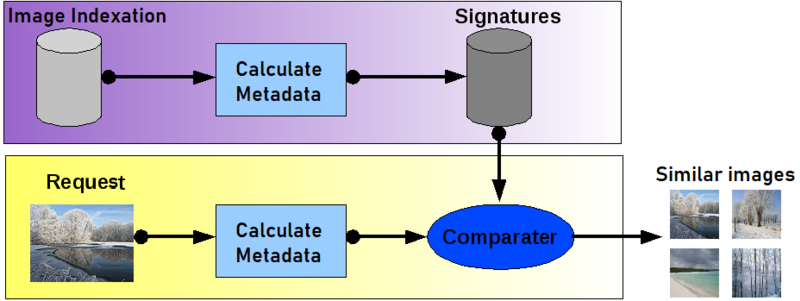 Image Indexation
Signatures
Calculate
Metadata
Request
Calculate
Metadata
Comparater
Similar images